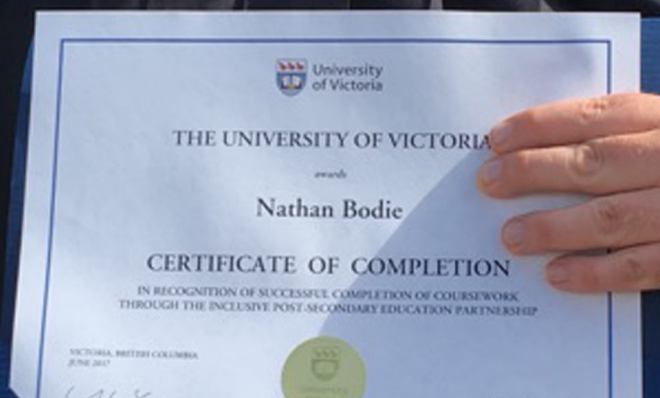 University
of Victoria
THE UNIVERSITY OF VICTORIA
awards
Nathan Bodie
CERTIFICATE OF COMPLETION
IN RECOGNITION OF SUCCESSFUL COMPLETION OF COURSEWORK
THROUGH THE INCLUSIVE POST-SECONDARY EDUCATION PARTNERSHIP
VICTORIA, BRITISH COLUMBIA
JUNE 2017
University